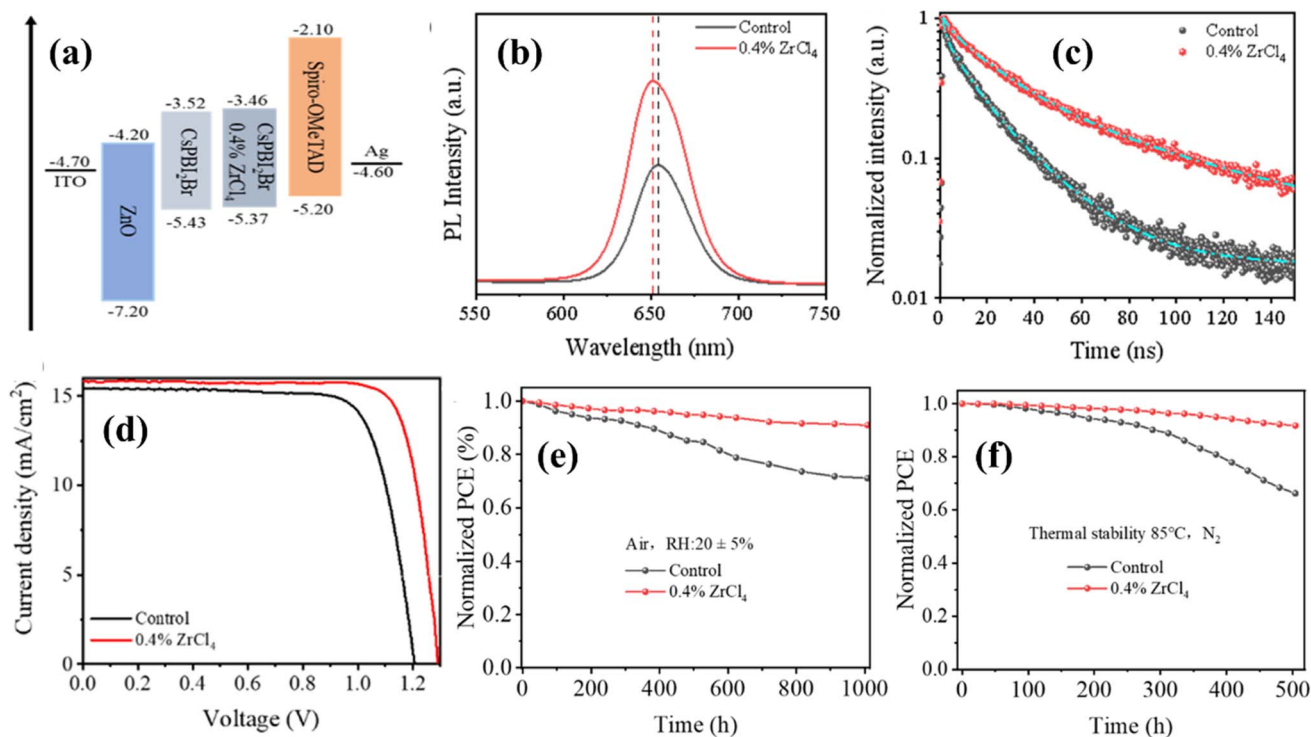 (a)
-2.10
Spiro-OMeTAD
-5.20
-3.52
CsPBI2Br
-5.43
-3.46
CsPBI2Br
0.4% ZrCl4
-5.37
-4.20
ZnO
-7.20
-4.70
ITO
Ag
-4.60
(b)
Control
0.4% ZrCl4
PL Intensity (a.u.)
550
600
650
700
750
Wavelength (nm)
(c)
Control
0.4% ZrCl4
Normalized intensity (a.u.)
1
0.1
0.01
0
20
40
60
80
100
120
140
Time (ns)
(d)
Current density (mA/cm2)
15
10
5
0
Control
0.4% ZrCl4
0.0
0.2
0.4
0.6
0.8
1.0
1.2
Voltage (V)
(e)
Normalized PCE (%)
1.0
0.8
0.6
0.4
0.2
0.0
Air, RH:20 ± 5%
Control
0.4% ZrCl4
0
200
400
600
800
1000
Time (h)
(f)
Normalized PCE
1.0
0.8
0.6
0.4
0.2
0.0
Thermal stability 85°C, N2
Control
0.4% ZrCl4
0
100
200
300
400
500
Time (h)